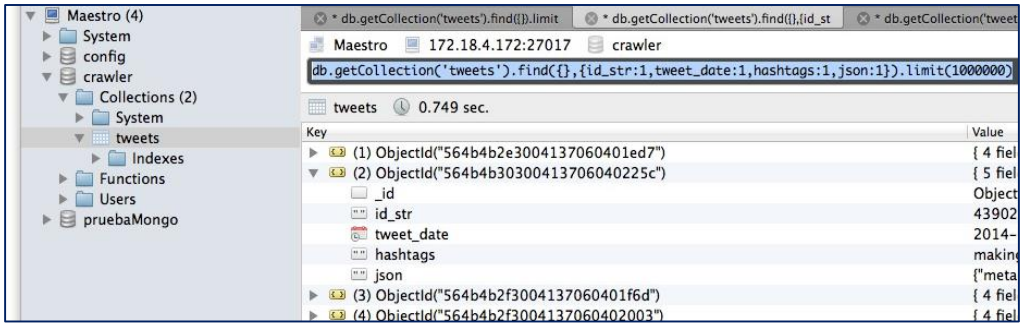 Maestro (4)
System
config
crawler
Collections (2)
System
tweets
Indexes
Functions
Users
pruebaMongo
* db.getCollection('tweets').find({}).limit
* db.getCollection('tweets').find({},{id_st
* db.getCollection('tweet
Maestro 172.18.4.172:27017 crawler
db.getCollection('tweets').find({},{id_str:1,tweet_date:1,hashtags:1,json:1}).limit(1000000)
tweets 0.749 sec.
Key Value
(1) ObjectId("564b4b2e3004137060401ed7") { 4 fiel
(2) ObjectId("564b4b30300413706040225c") { 5 fiel
_id Object
id_str 43902
tweet_date 2014-
hashtags making
json {"meta
(3) ObjectId("564b4b2f3004137060401f6d") { 4 fiel
(4) ObjectId("564b4b2f3004137060402003") { 4 fiel